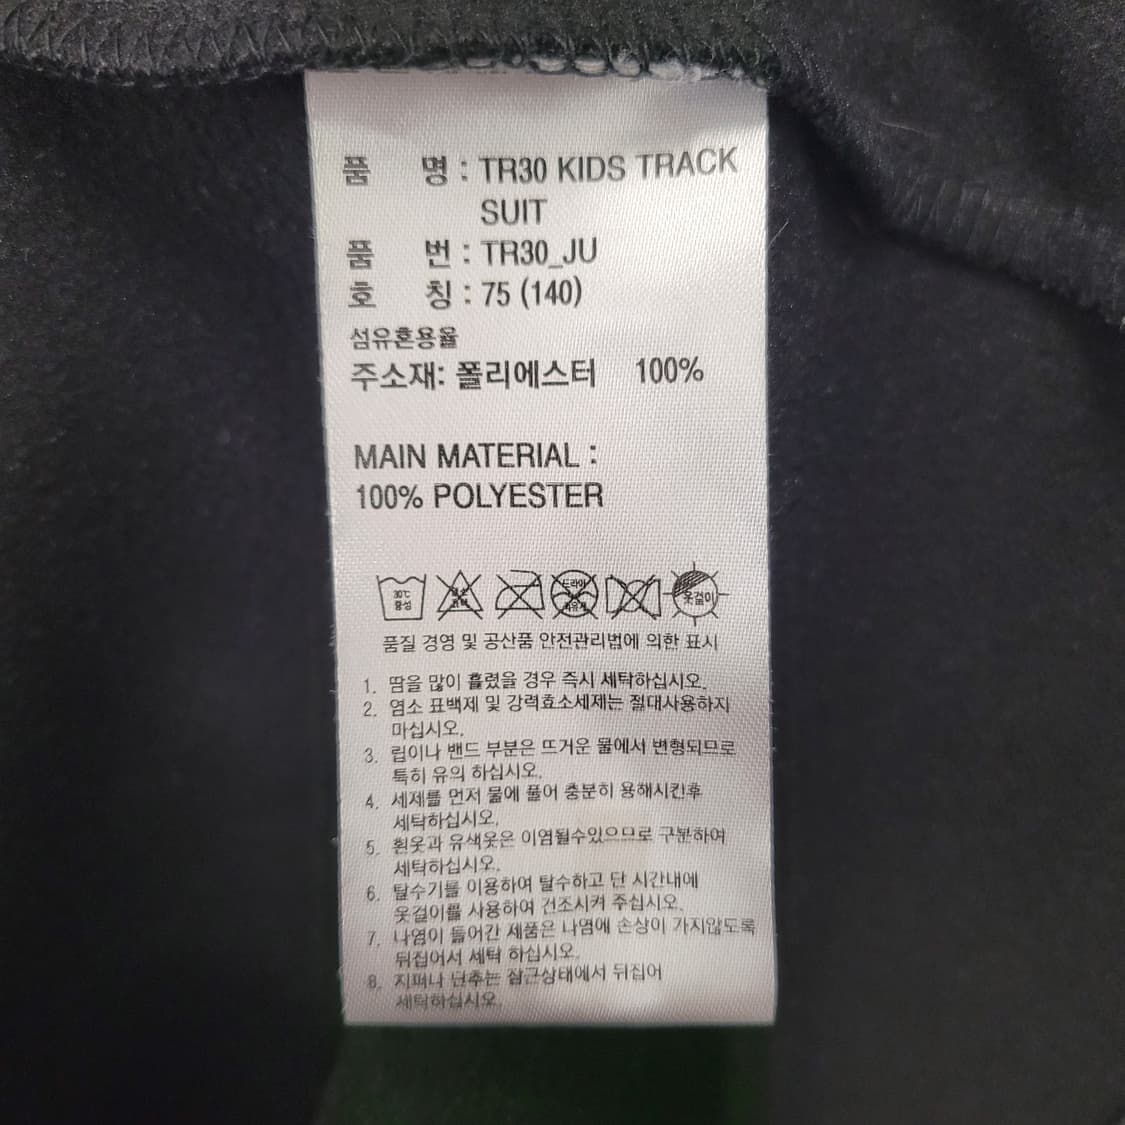 품 명 : TR30 KIDS TRACK
SUIT
품 번 : TR30_JU
호 칭 : 75 (140)
섬유혼용율
주소재: 폴리에스터 100%
MAIN MATERIAL :
100% POLYESTER
30℃
중성
드라이
옷걸이
품질 경영 및 공산품 안전관리법에 의한 표시
1. 땀을 많이 흘렸을 경우 즉시 세탁하십시오.
2. 염소 표백제 및 강력효소세제는 절대사용하지
마십시오.
3. 립이나 밴드 부분은 뜨거운 물에서 변형되므로
특히 유의 하십시오.
4. 세제를 먼저 물에 풀어 충분히 용해시킨후
세탁하십시오.
5. 흰옷과 유색옷은 이염될수있으므로 구분하여
세탁하십시오.
6. 탈수기를 이용하여 탈수하고 단 시간내에
옷걸이를 사용하여 건조시켜 주십시오.
7. 나염이 들어간 제품은 나염에 손상이 가지않도록
뒤집어서 세탁 하십시오.
8. 지퍼나 단추는 잠근상태에서 뒤집어
세탁하십시오.